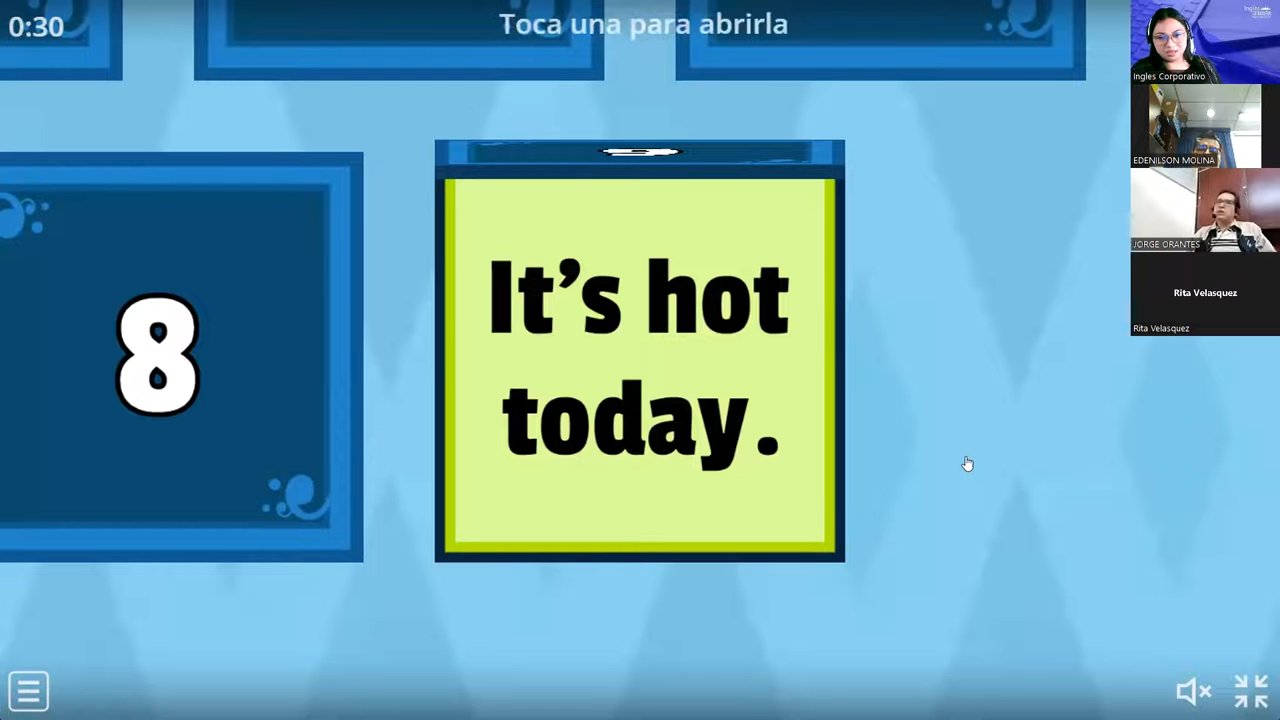 0:30
Toca una para abrirla
8
It's hot
today.
Ingles Corporativo
EDENILSON MOLINA
JORGE ORANTES
Rita Velasquez
Rita Velasquez